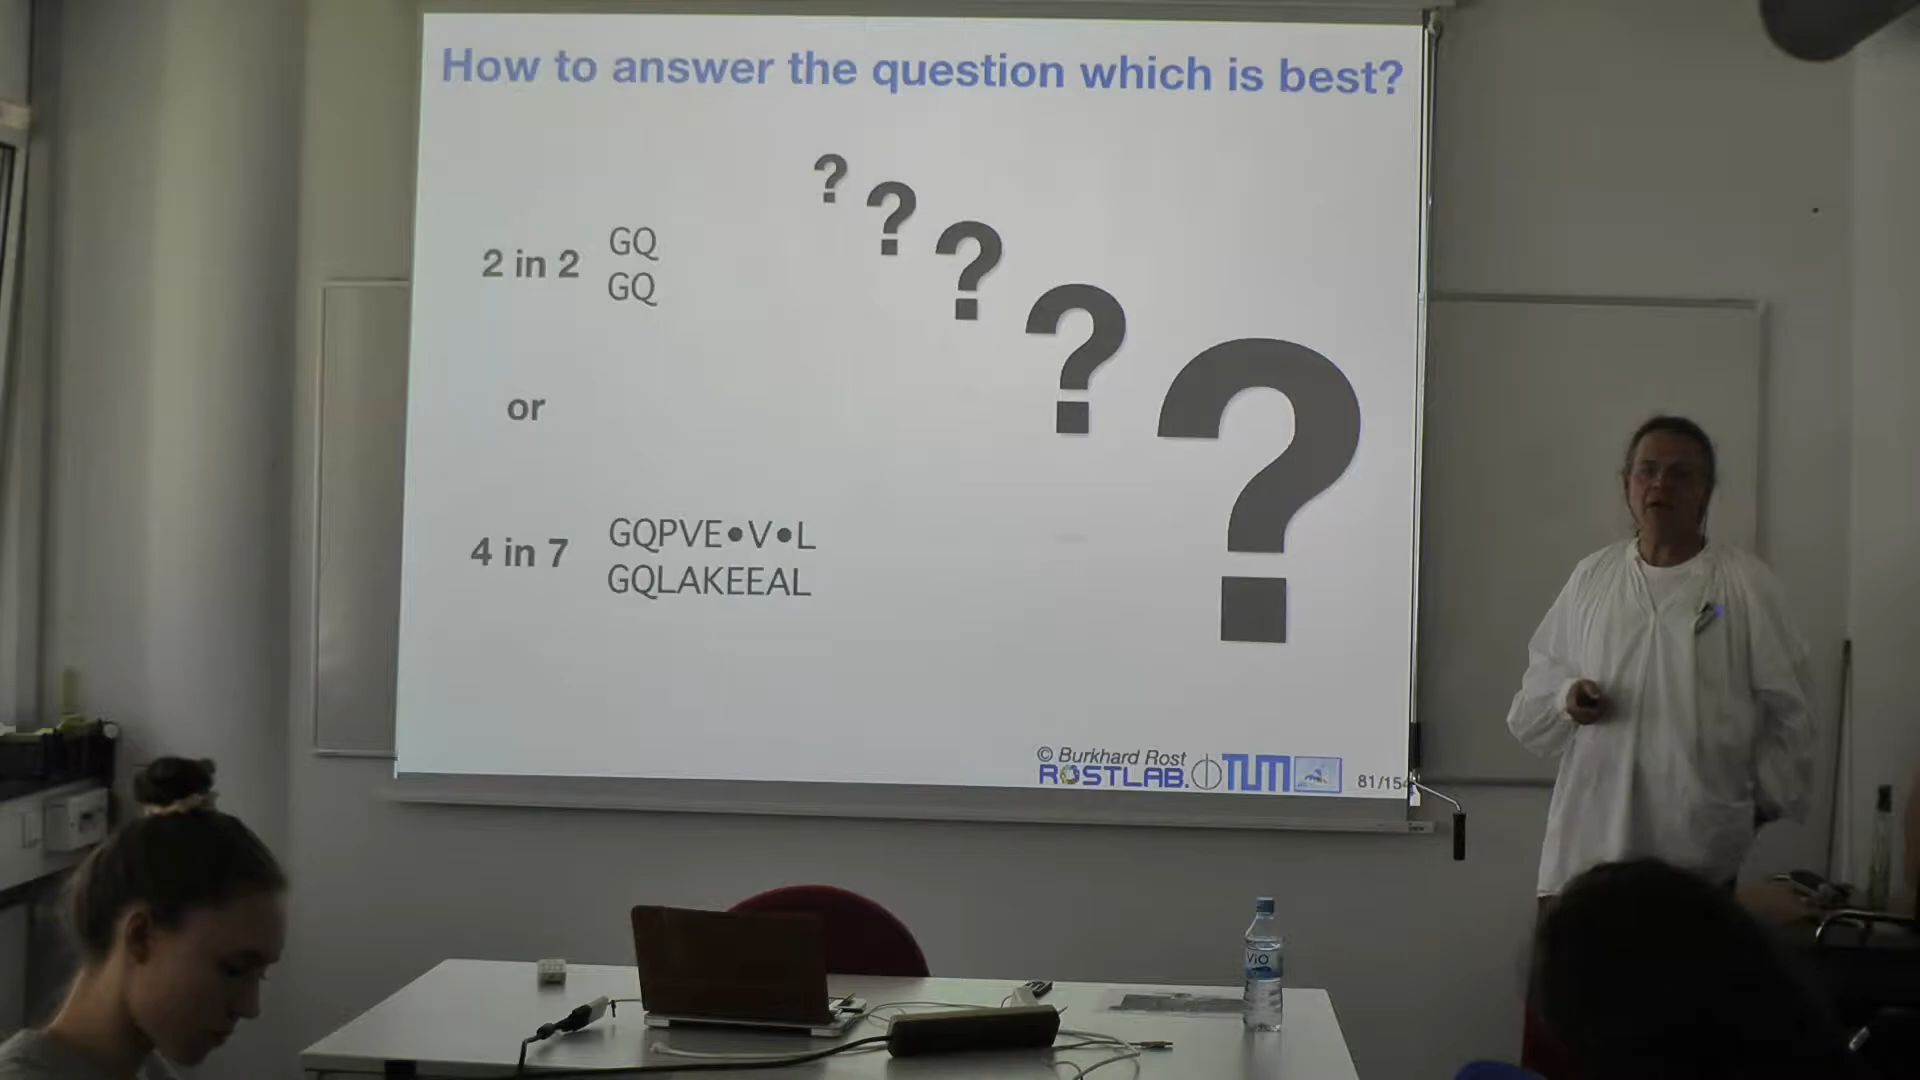 How to answer the question which is best?
?
?
?
?
?
2 in 2
GQ
GQ
or
4 in 7
GQPVE•V•L
GQLAKEEAL
© Burkhard Rost
ROSTLAB.
TUM
81/154
ViO